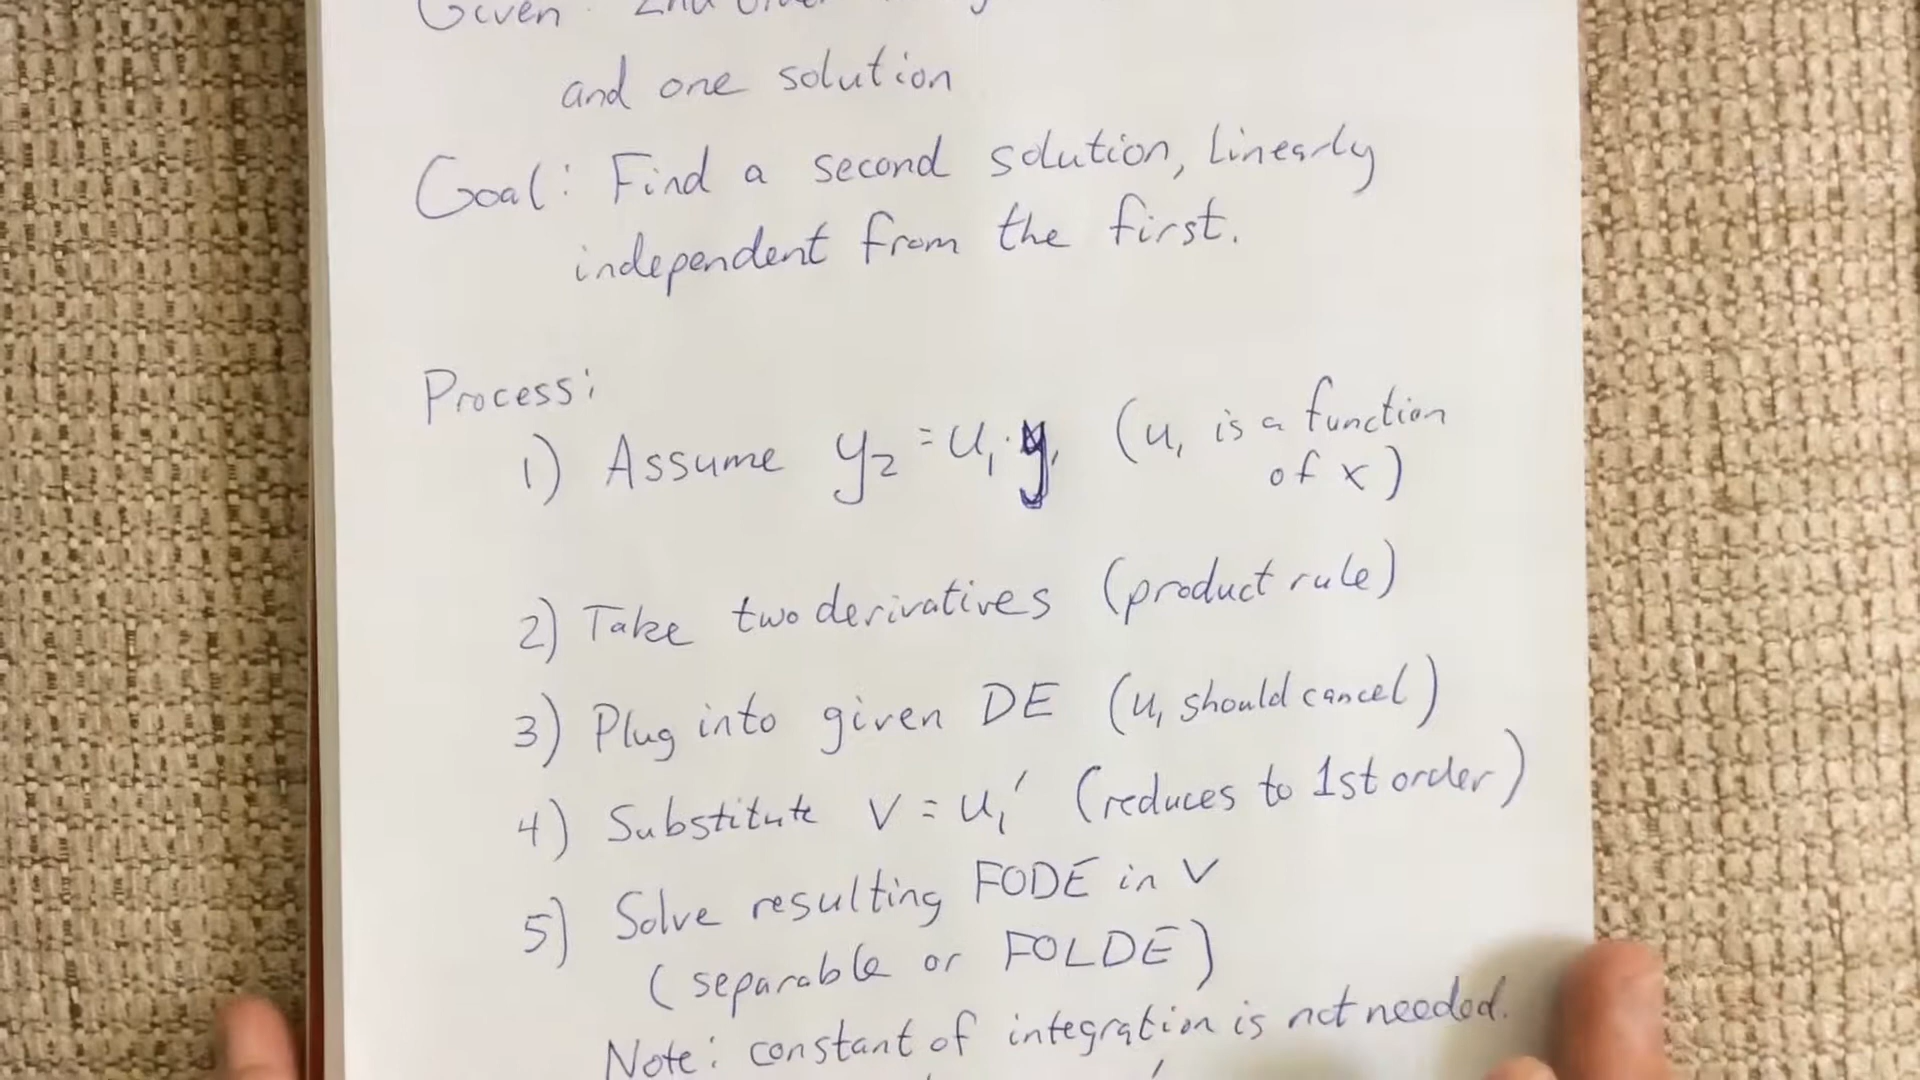 Given: 2nd order
and one solution
Goal: Find a second solution, linearly
independent from the first.
Process:
1) Assume y₂ = u₁·y₁ (u₁ is a function
of x)
2) Take two derivatives (product rule)
3) Plug into given DE (u₁ should cancel)
4) Substitute v = u₁' (reduces to 1st order)
5) Solve resulting FODE in v
(separable or FOLDE)
Note: constant of integration is not needed.